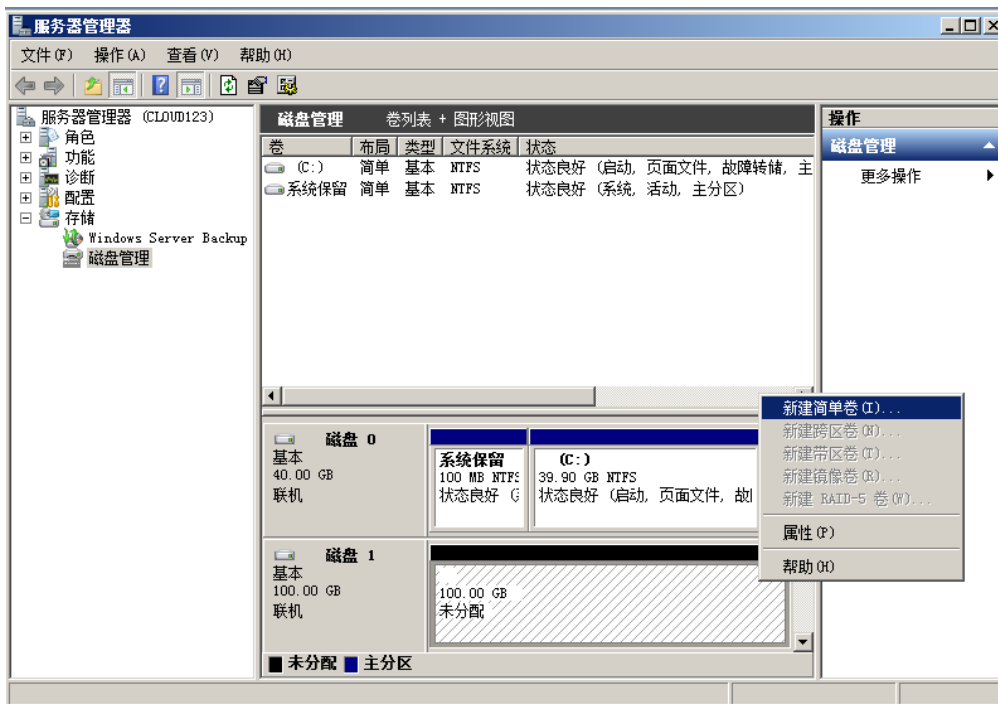 服务器管理器
文件(F) 操作(A) 查看(V) 帮助(H)
服务器管理器 (CLOUD123)
角色
功能
诊断
配置
存储
Windows Server Backup
磁盘管理
磁盘管理 卷列表 + 图形视图
卷 布局 类型 文件系统 状态
(C:) 简单 基本 NTFS 状态良好 (启动, 页面文件, 故障转储, 主
系统保留 简单 基本 NTFS 状态良好 (系统, 活动, 主分区)
磁盘 0
基本
40.00 GB
联机
系统保留
100 MB NTFS
状态良好 (
(C:)
39.90 GB NTFS
状态良好 (启动, 页面文件, 故
磁盘 1
基本
100.00 GB
联机
100.00 GB
未分配
未分配 主分区
操作
磁盘管理
更多操作
新建简单卷(I)...
新建跨区卷(N)...
新建带区卷(T)...
新建镜像卷(R)...
新建 RAID-5 卷(W)...
属性(P)
帮助(H)